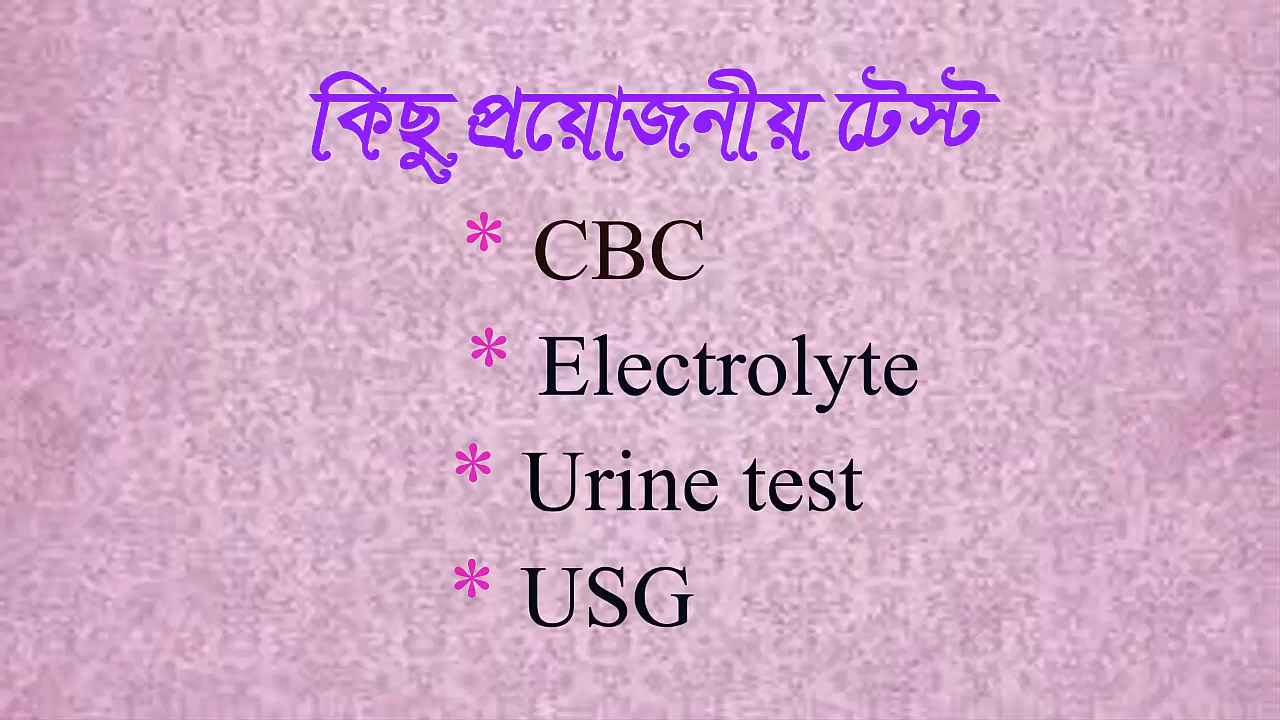 কিছু প্রয়োজনীয় টেস্ট
* CBC
* Electrolyte
* Urine test
* USG